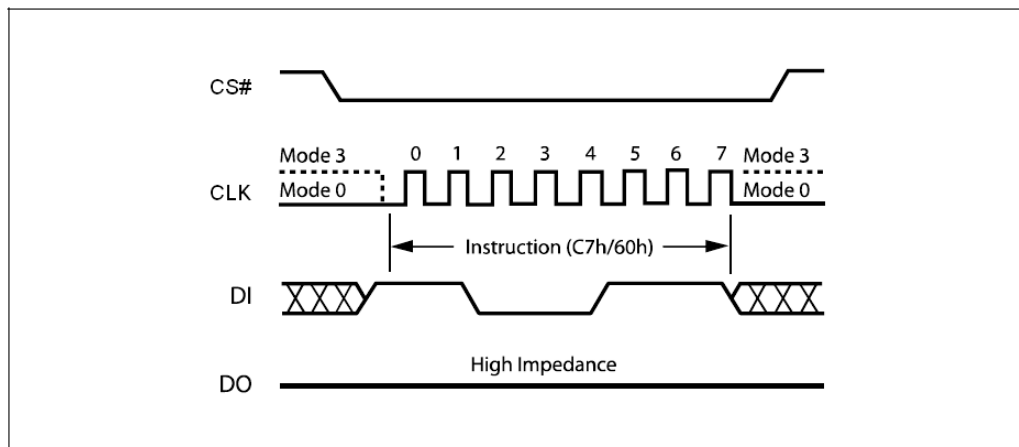 CS#
Mode 3
0 1 2 3 4 5 6 7
Mode 3
CLK
Mode 0
Mode 0
Instruction (C7h/60h)
DI
High Impedance
DO